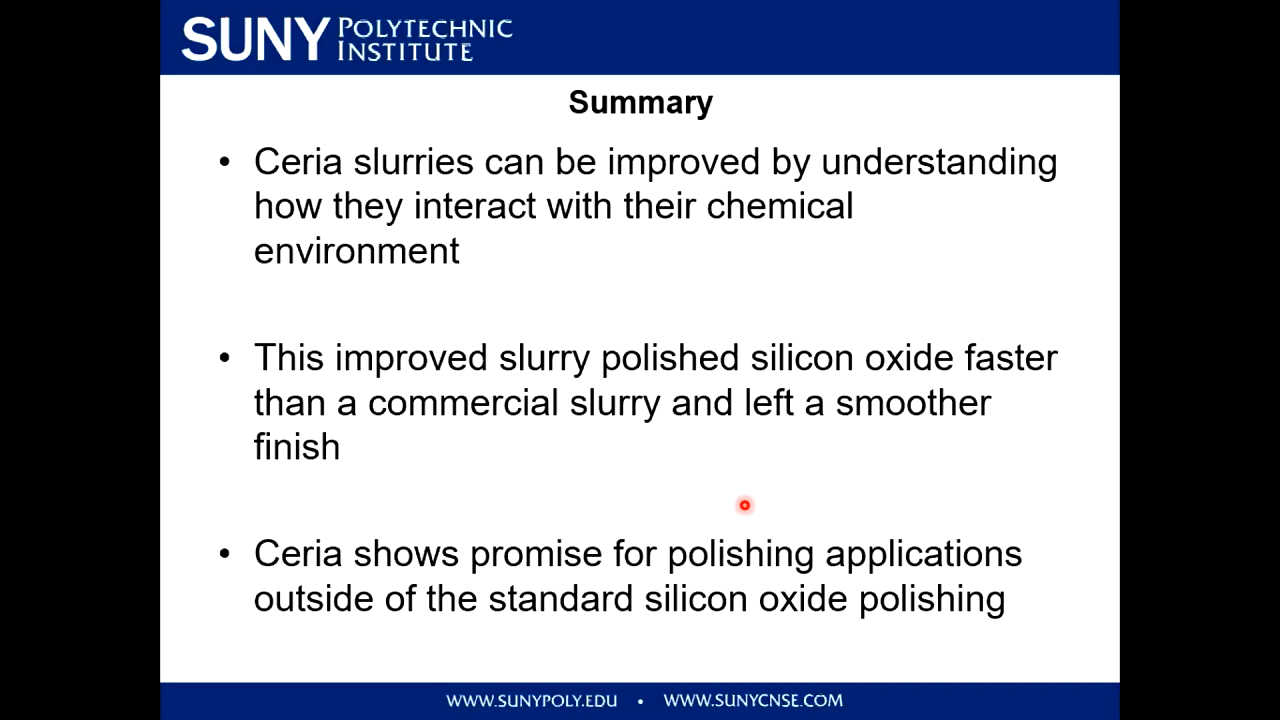 SUNY POLYTECHNIC INSTITUTE
Summary
• Ceria slurries can be improved by understanding
how they interact with their chemical
environment
• This improved slurry polished silicon oxide faster
than a commercial slurry and left a smoother
finish
• Ceria shows promise for polishing applications
outside of the standard silicon oxide polishing
WWW.SUNYPOLY.EDU • WWW.SUNYCNSE.COM